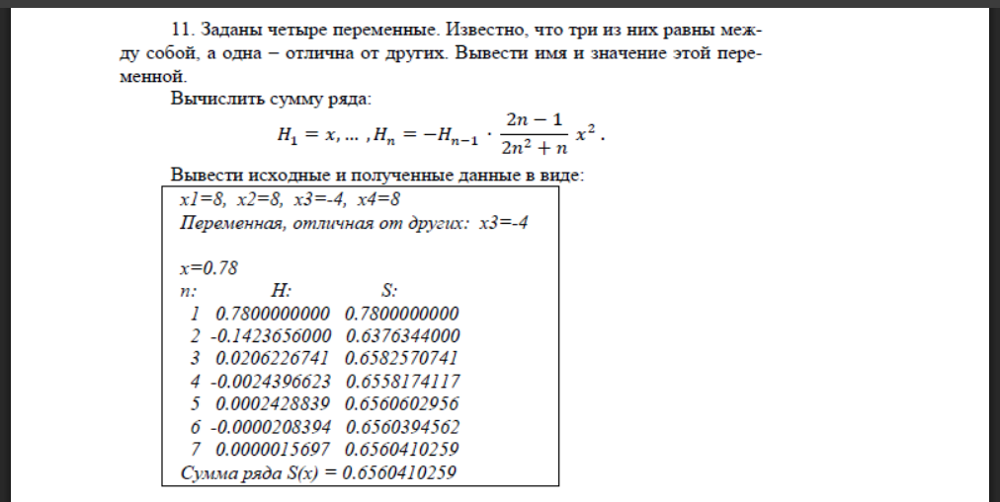 11. Заданы четыре переменные. Известно, что три из них равны меж-
ду собой, а одна – отлична от других. Вывести имя и значение этой пере-
менной.
Вычислить сумму ряда:
H₁ = x, … , Hₙ = −Hₙ₋₁ · (2n − 1)/(2n² + n) x² .
Вывести исходные и полученные данные в виде:
x1=8, x2=8, x3=-4, x4=8
Переменная, отличная от других: x3=-4
x=0.78
n: H: S:
1 0.7800000000 0.7800000000
2 -0.1423656000 0.6376344000
3 0.0206226741 0.6582570741
4 -0.0024396623 0.6558174117
5 0.0002428839 0.6560602956
6 -0.0000208394 0.6560394562
7 0.0000015697 0.6560410259
Сумма ряда S(x) = 0.6560410259